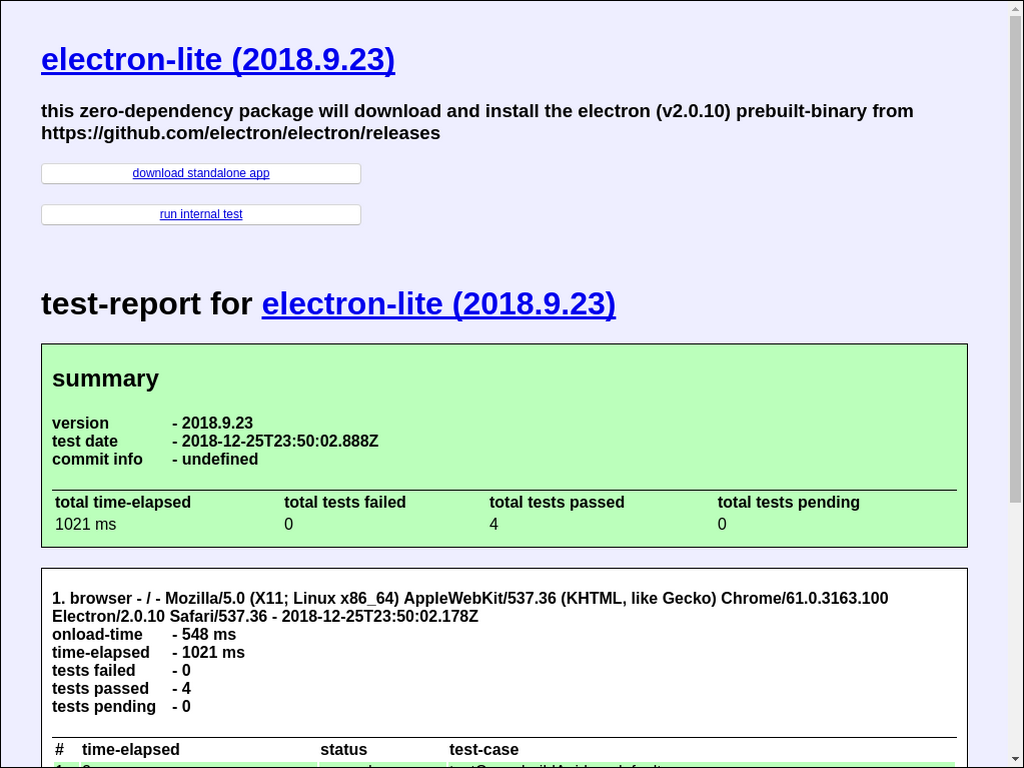 electron-lite (2018.9.23)
this zero-dependency package will download and install the electron (v2.0.10) prebuilt-binary from
https://github.com/electron/electron/releases
download standalone app
run internal test
test-report for electron-lite (2018.9.23)
summary
version - 2018.9.23
test date - 2018-12-25T23:50:02.888Z
commit info - undefined
total time-elapsed total tests failed total tests passed total tests pending
1021 ms 0 4 0
1. browser - / - Mozilla/5.0 (X11; Linux x86_64) AppleWebKit/537.36 (KHTML, like Gecko) Chrome/61.0.3163.100
Electron/2.0.10 Safari/537.36 - 2018-12-25T23:50:02.178Z
onload-time - 548 ms
time-elapsed - 1021 ms
tests failed - 0
tests passed - 4
tests pending - 0
# time-elapsed status test-case